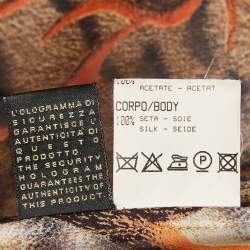 L'OLOGRAMMA DI
SICUREZZA
GARANTISCE L'
AUTENTICITÀ DI
QUESTO
PRODOTTO.
THE SECURITY
HOLOGRAM
GUARANTEES THE
AUTHENTICITY OF
THIS PRODUCT
ACETATE - ACETAT
CORPO/BODY
100% SETA - SOIE
SILK - SEIDE
P